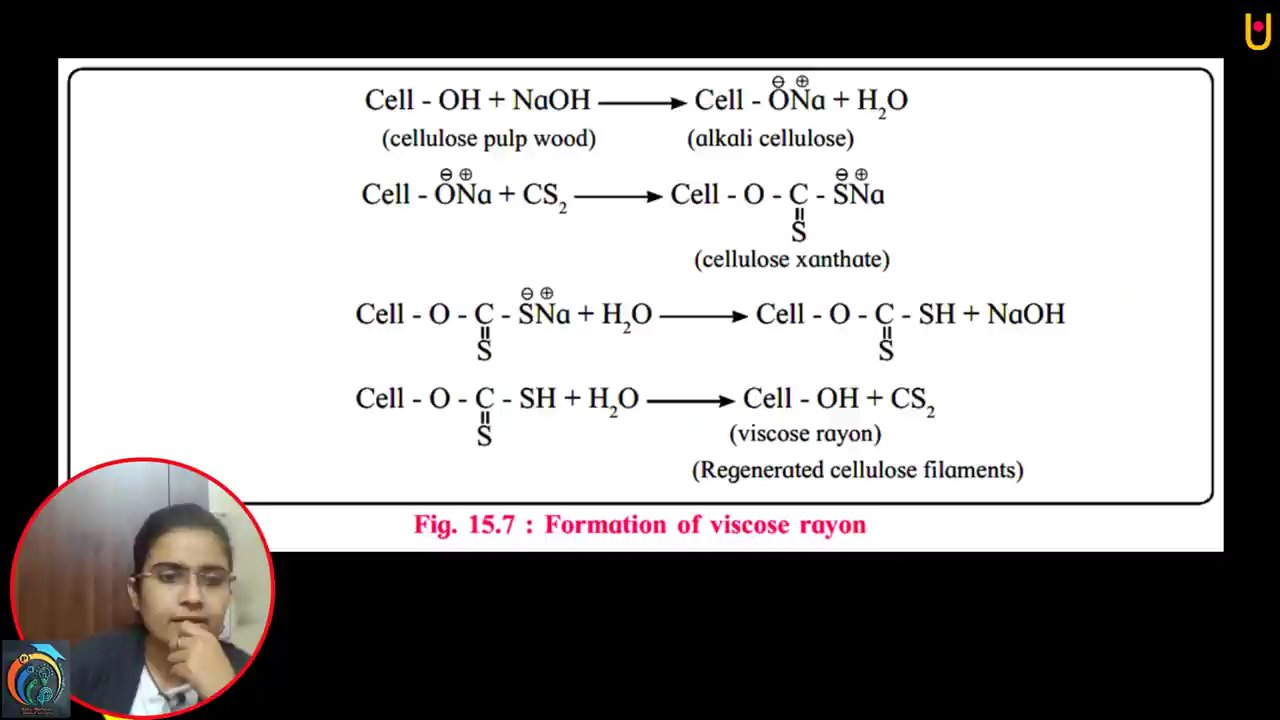 Cell - OH + NaOH ⟶ Cell - O⊖Na⊕ + H₂O
(cellulose pulp wood) (alkali cellulose)
Cell - O⊖Na⊕ + CS₂ ⟶ Cell - O - C - S⊖Na⊕
||
S
(cellulose xanthate)
Cell - O - C - S⊖Na⊕ + H₂O ⟶ Cell - O - C - SH + NaOH
|| ||
S S
Cell - O - C - SH + H₂O ⟶ Cell - OH + CS₂
||
S
(viscose rayon)
(Regenerated cellulose filaments)
Fig. 15.7 : Formation of viscose rayon